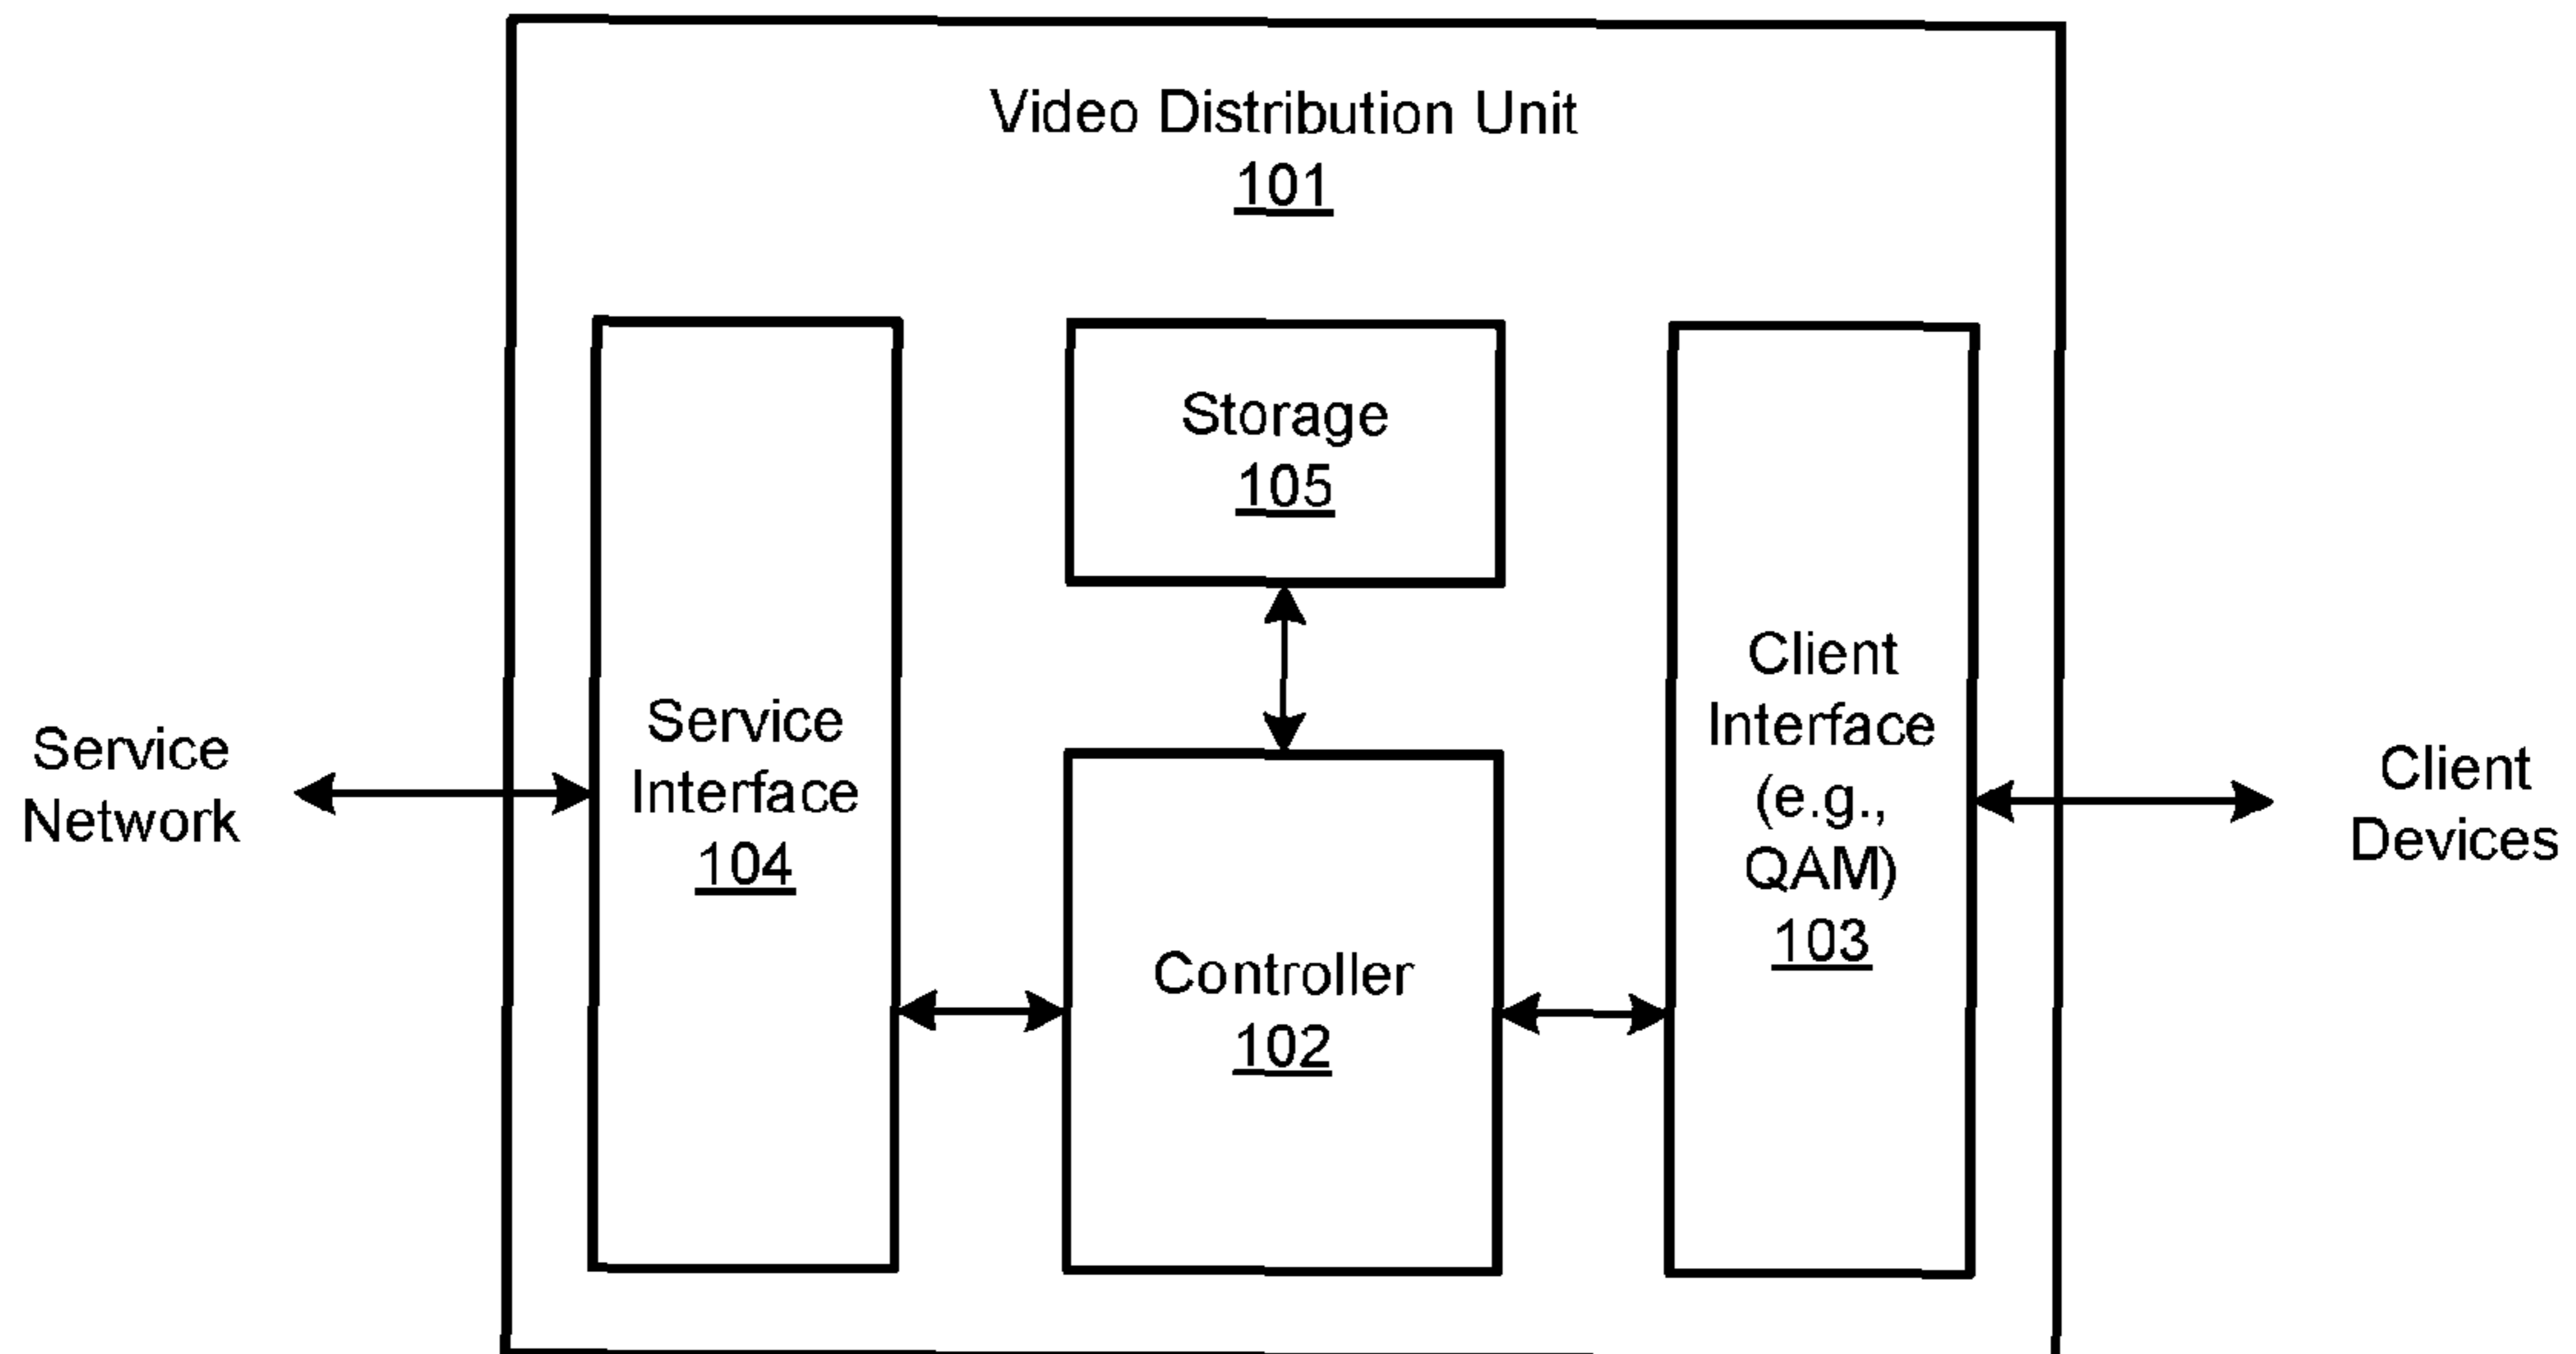 Video Distribution Unit
101
Storage
105
Service
Network
Service
Interface
104
Controller
102
Client
Interface
(e.g.,
QAM)
103
Client
Devices